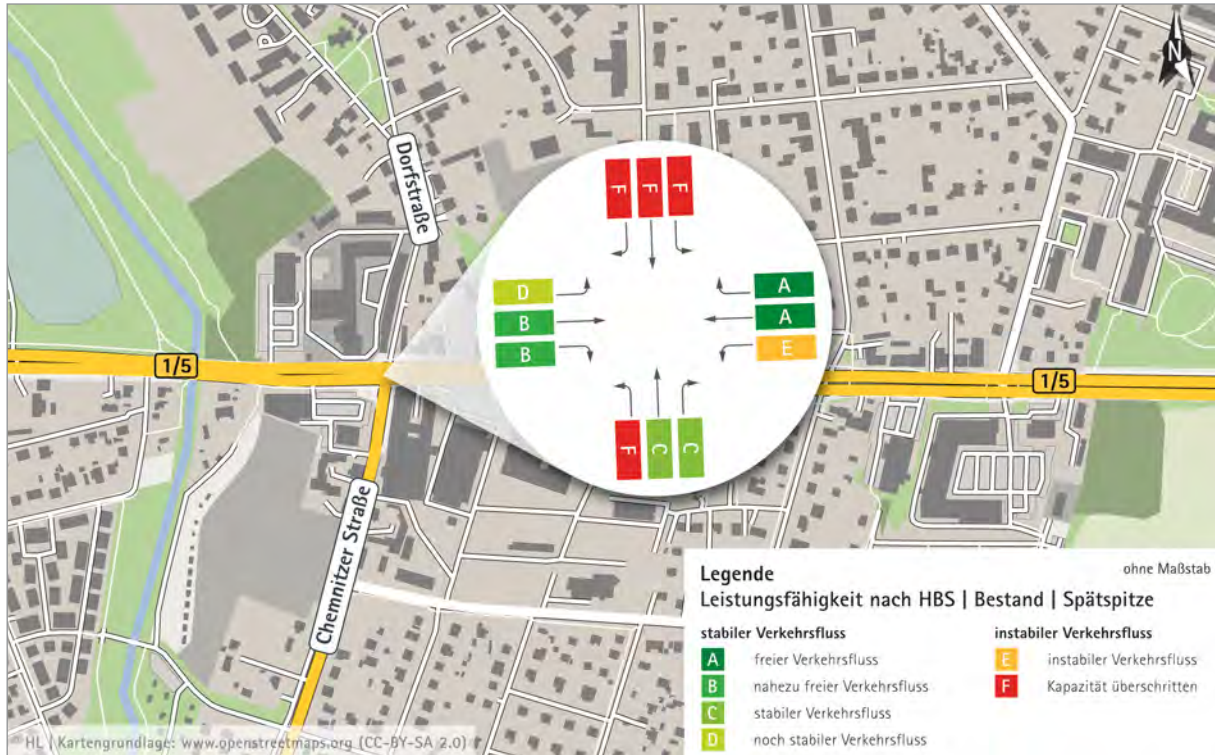 N
Dorfstraße
F F F
D
B
B
A
A
E
F C C
1/5
1/5
Chemnitzer Straße
Legende
ohne Maßstab
Leistungsfähigkeit nach HBS | Bestand | Spätspitze
stabiler Verkehrsfluss
A freier Verkehrsfluss
B nahezu freier Verkehrsfluss
C stabiler Verkehrsfluss
D noch stabiler Verkehrsfluss
instabiler Verkehrsfluss
E instabiler Verkehrsfluss
F Kapazität überschritten
HL | Kartengrundlage: www.openstreetmaps.org (CC-BY-SA 2.0)